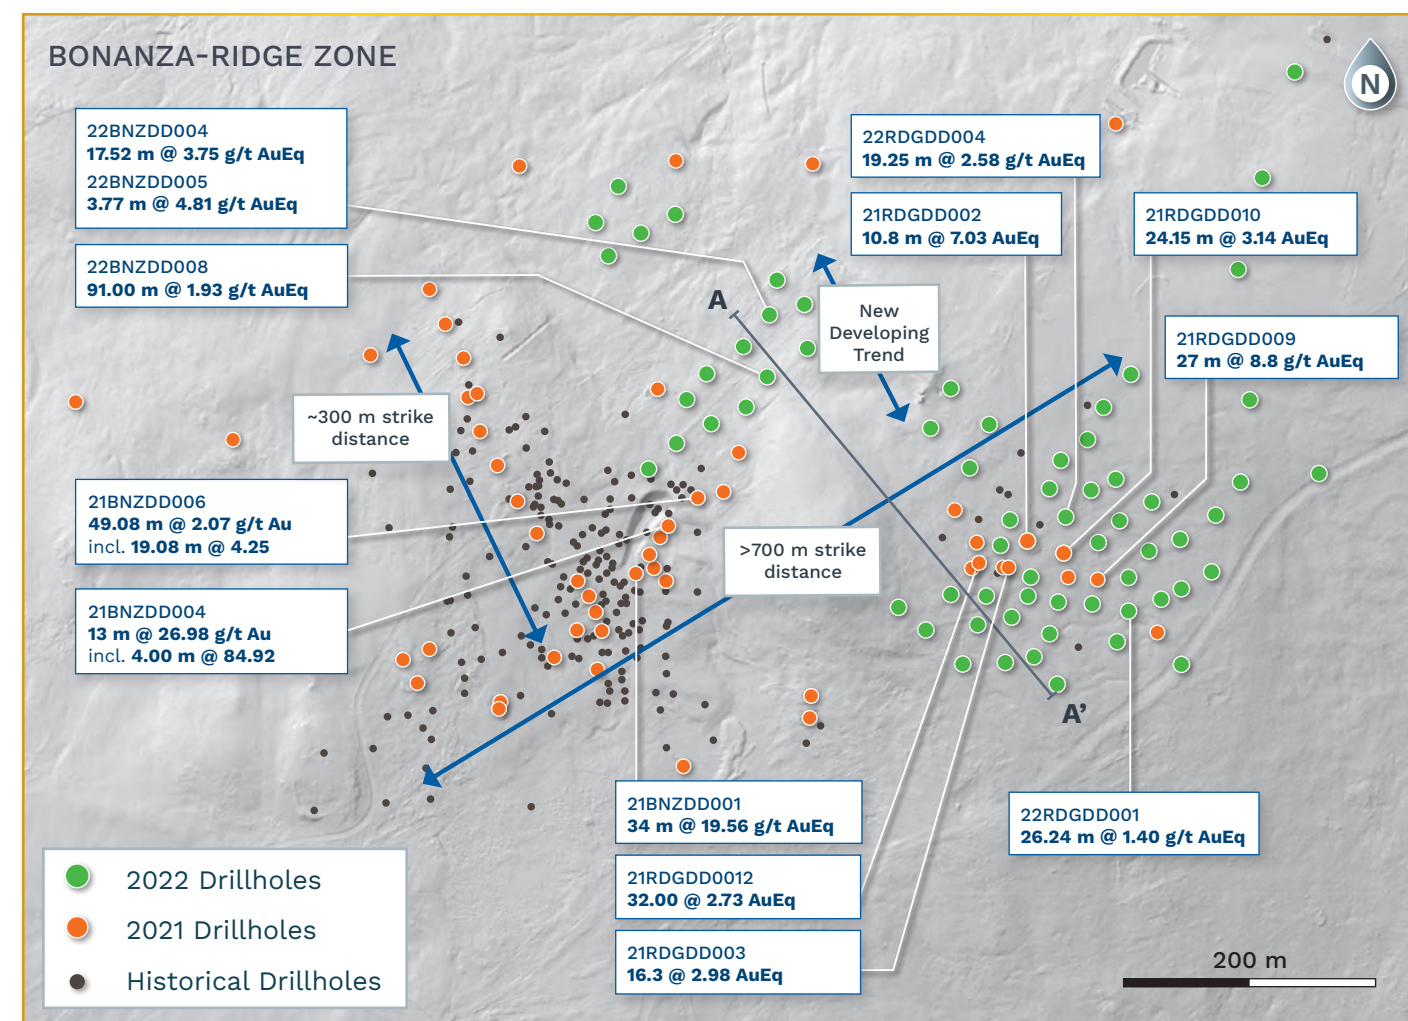 BONANZA-RIDGE ZONE
N
22BNZDD004
17.52 m @ 3.75 g/t AuEq
22BNZDD005
3.77 m @ 4.81 g/t AuEq
22BNZDD008
91.00 m @ 1.93 g/t AuEq
22RDGDD004
19.25 m @ 2.58 g/t AuEq
21RDGDD002
10.8 m @ 7.03 AuEq
21RDGDD010
24.15 m @ 3.14 AuEq
21RDGDD009
27 m @ 8.8 g/t AuEq
A
New
Developing
Trend
~300 m strike
distance
21BNZDD006
49.08 m @ 2.07 g/t Au
incl. 19.08 m @ 4.25
>700 m strike
distance
21BNZDD004
13 m @ 26.98 g/t Au
incl. 4.00 m @ 84.92
A’
21BNZDD001
34 m @ 19.56 g/t AuEq
22RDGDD001
26.24 m @ 1.40 g/t AuEq
21RDGDD0012
32.00 @ 2.73 AuEq
21RDGDD003
16.3 @ 2.98 AuEq
2022 Drillholes
2021 Drillholes
Historical Drillholes
200 m